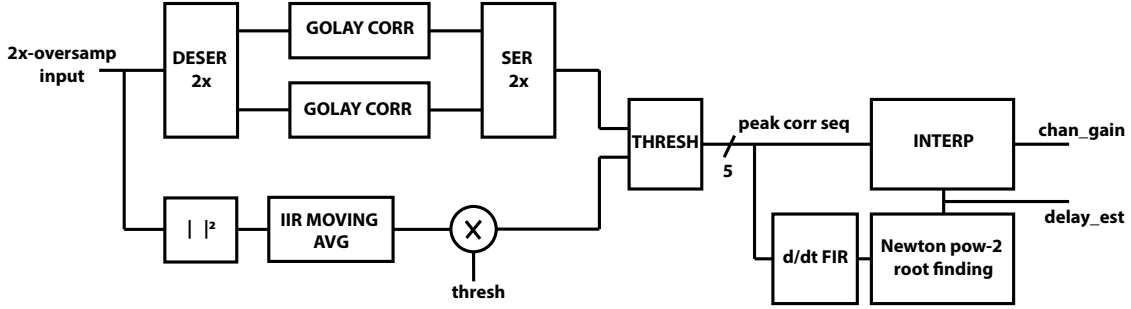 2x-oversamp
input
DESER
2x
GOLAY CORR
GOLAY CORR
SER
2x
| |²
IIR MOVING
AVG
X
thresh
THRESH
5
peak corr seq
INTERP
chan_gain
delay_est
d/dt FIR
Newton pow-2
root finding